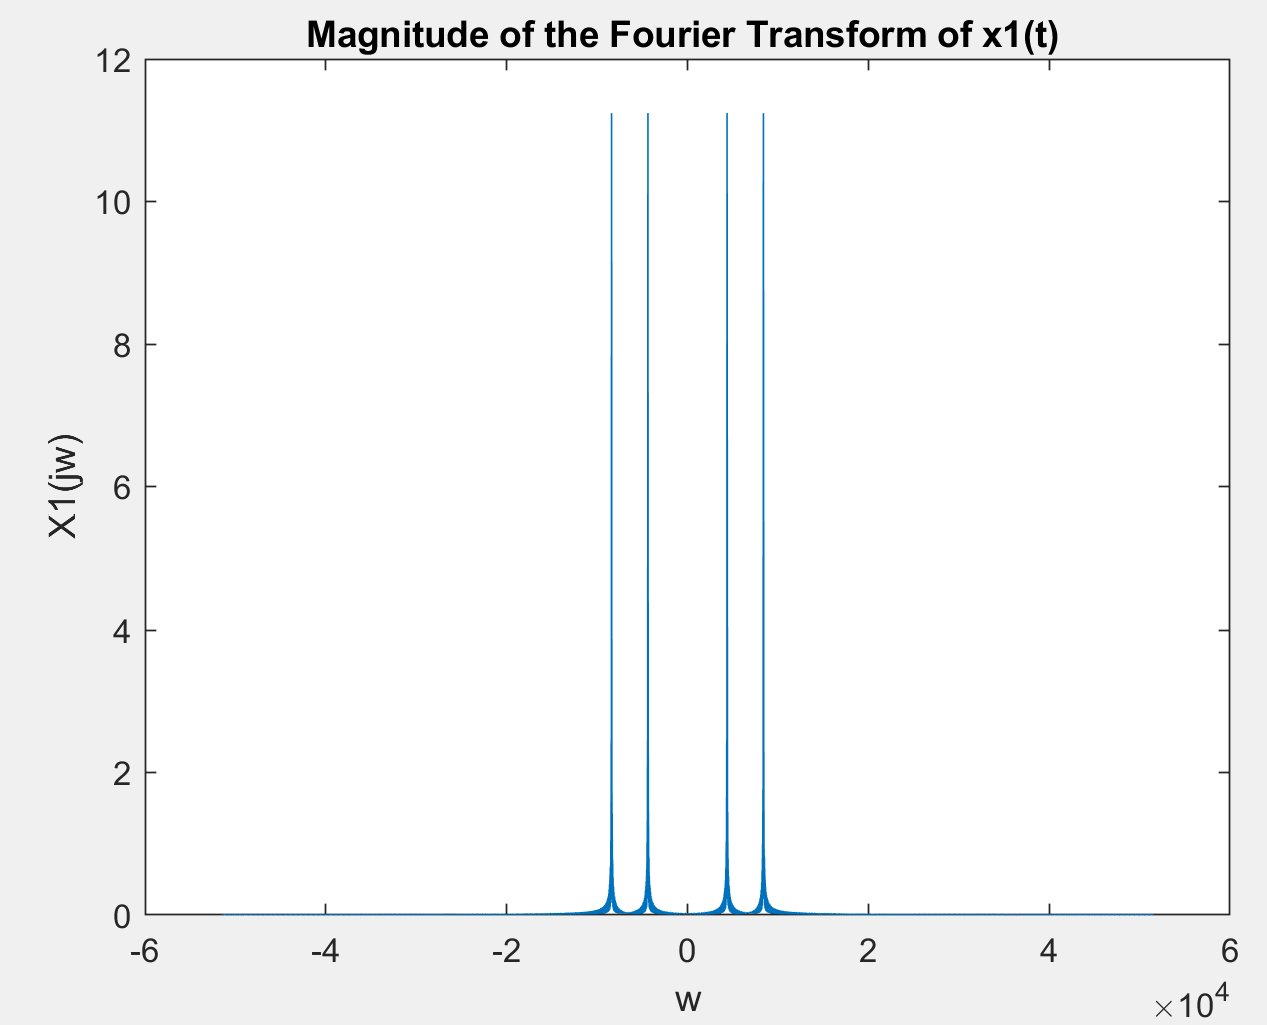 Magnitude of the Fourier Transform of x1(t)
12
10
8
6
4
2
0
X1(jw)
-6 -4 -2 0 2 4 6
w
×10^4